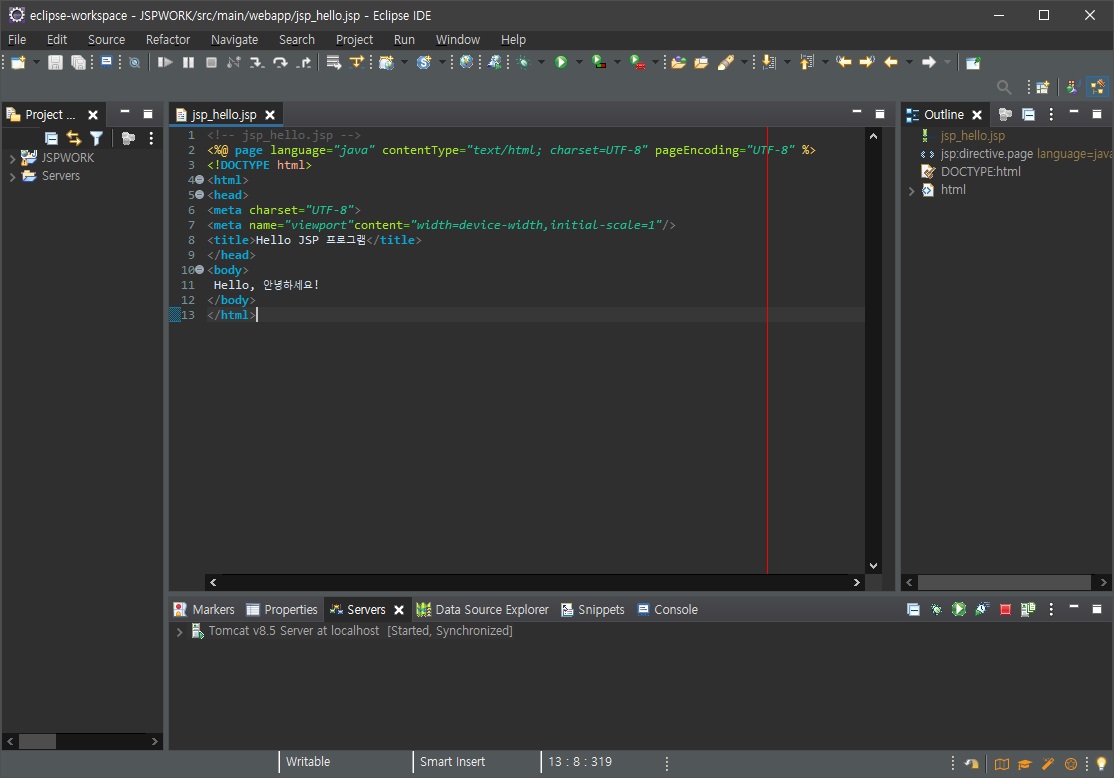 eclipse-workspace - JSPWORK/src/main/webapp/jsp_hello.jsp - Eclipse IDE
File Edit Source Refactor Navigate Search Project Run Window Help
Project ...
JSPWORK
Servers
jsp_hello.jsp
1 <!-- jsp_hello.jsp -->
2 <%@ page language="java" contentType="text/html; charset=UTF-8" pageEncoding="UTF-8" %>
3 <!DOCTYPE html>
4 <html>
5 <head>
6 <meta charset="UTF-8">
7 <meta name="viewport"content="width=device-width,initial-scale=1"/>
8 <title>Hello JSP 프로그램</title>
9 </head>
10 <body>
11 Hello, 안녕하세요!
12 </body>
13 </html>
Outline
jsp_hello.jsp
jsp:directive.page language=java
DOCTYPE:html
html
Markers Properties Servers Data Source Explorer Snippets Console
Tomcat v8.5 Server at localhost [Started, Synchronized]
Writable Smart Insert 13 : 8 : 319